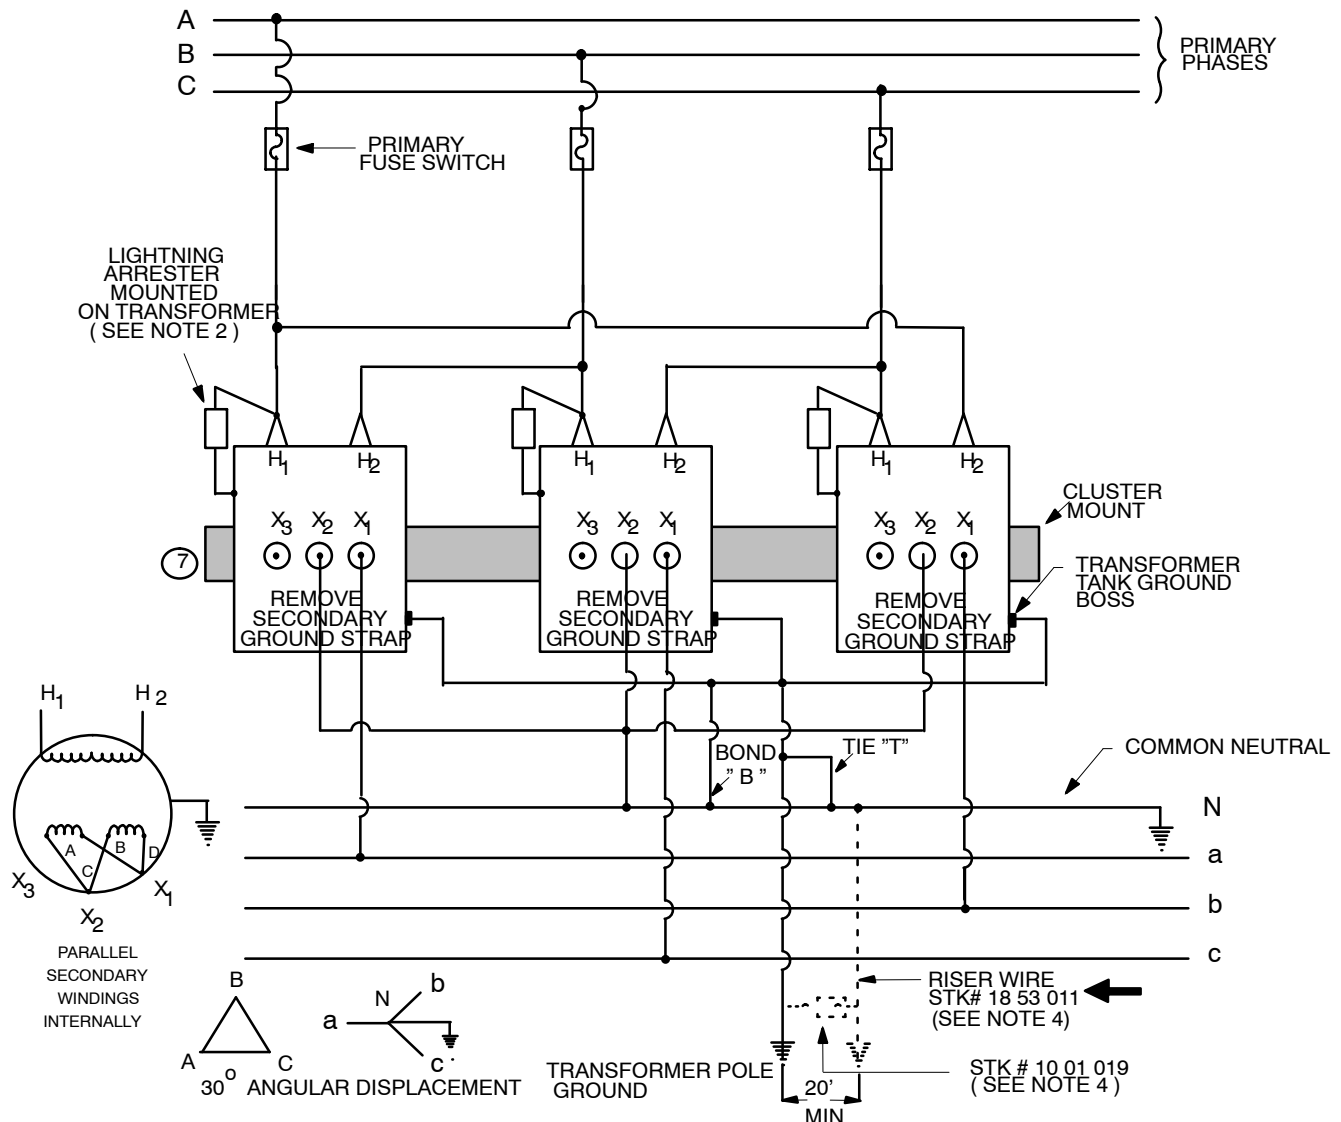 A
B
C
PRIMARY
PHASES
PRIMARY
FUSE SWITCH
LIGHTNING
ARRESTER
MOUNTED
ON TRANSFORMER
( SEE NOTE 2 )
H1 H2
H1 H2
H1 H2
X3 X2 X1
X3 X2 X1
X3 X2 X1
CLUSTER
MOUNT
7
TRANSFORMER
TANK GROUND
BOSS
REMOVE
SECONDARY
GROUND STRAP
REMOVE
SECONDARY
GROUND STRAP
REMOVE
SECONDARY
GROUND STRAP
H1 H2
BOND
" B "
TIE "T"
COMMON NEUTRAL
N
a
b
c
A
C
B
D
X3
X2
X1
PARALLEL
SECONDARY
WINDINGS
INTERNALLY
B
A
C
N
a
b
c
30° ANGULAR DISPLACEMENT
RISER WIRE
STK# 18 53 011
(SEE NOTE 4)
TRANSFORMER POLE
GROUND
STK # 10 01 019
( SEE NOTE 4 )
20'
MIN